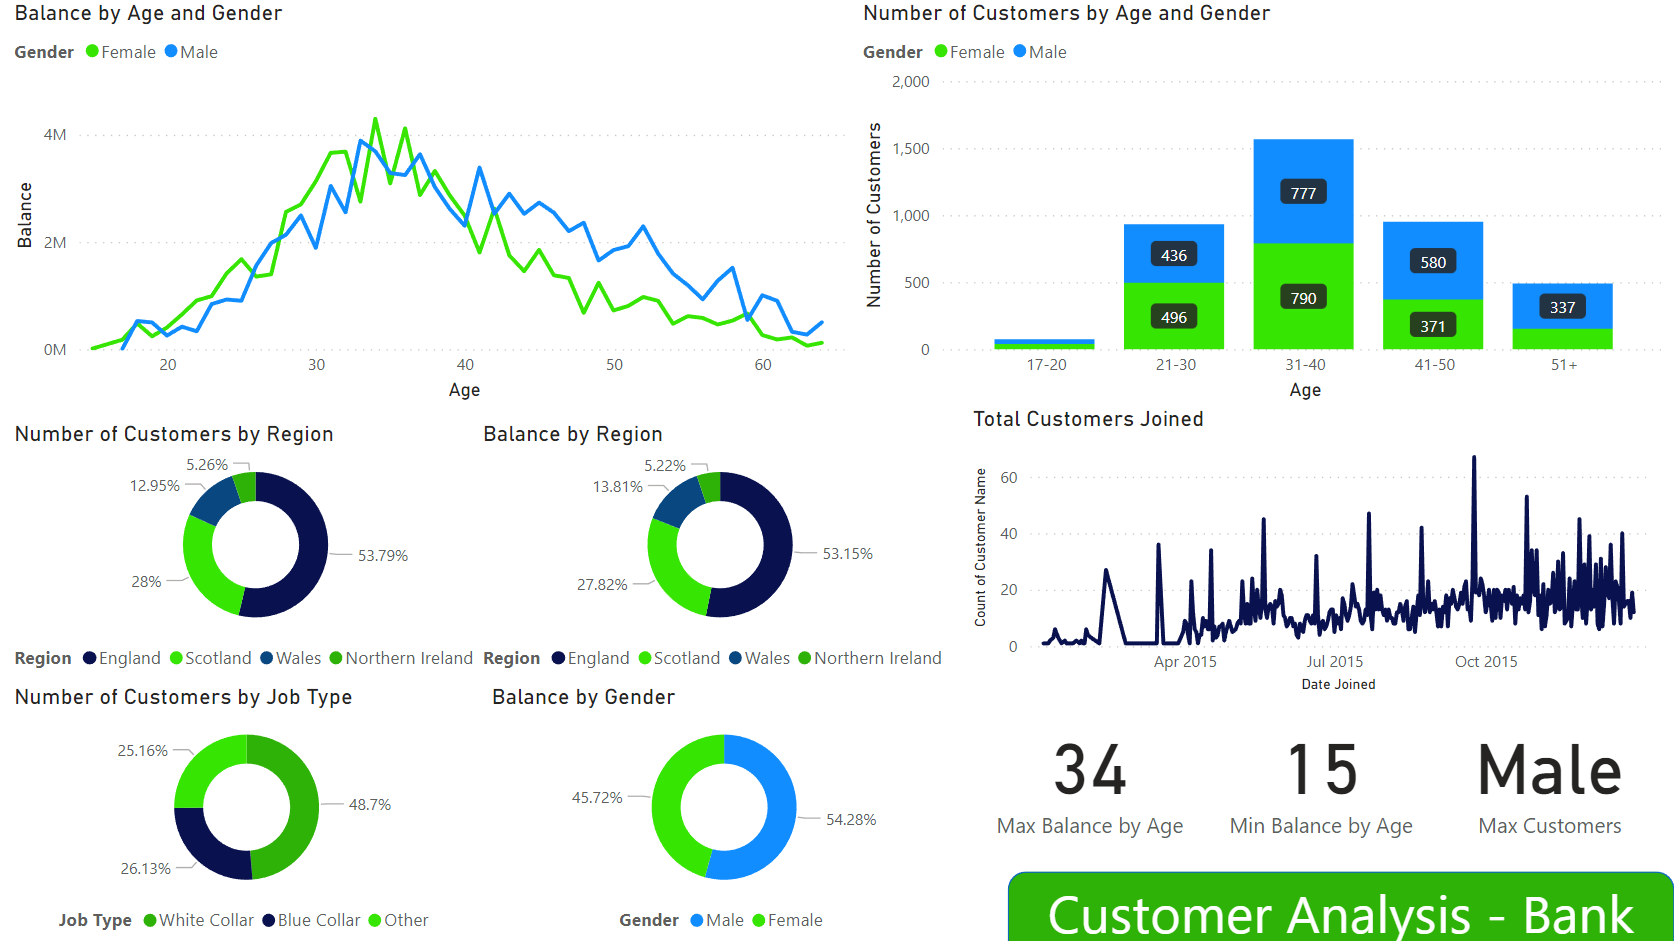 Balance by Age and Gender
Gender Female Male
Balance
4M
2M
0M
20 30 40 50 60
Age
Number of Customers by Age and Gender
Gender Female Male
Number of Customers
2,000
1,500
1,000
500
0
777
436
580
790
496
371
337
17-20 21-30 31-40 41-50 51+
Age
Number of Customers by Region
5.26%
12.95%
53.79%
28%
Region England Scotland Wales Northern Ireland
Balance by Region
5.22%
13.81%
53.15%
27.82%
Region England Scotland Wales Northern Ireland
Total Customers Joined
Count of Customer Name
60
40
20
0
Apr 2015 Jul 2015 Oct 2015
Date Joined
Number of Customers by Job Type
25.16%
48.7%
26.13%
Job Type White Collar Blue Collar Other
Balance by Gender
45.72%
54.28%
Gender Male Female
34
Max Balance by Age
15
Min Balance by Age
Male
Max Customers
Customer Analysis - Bank